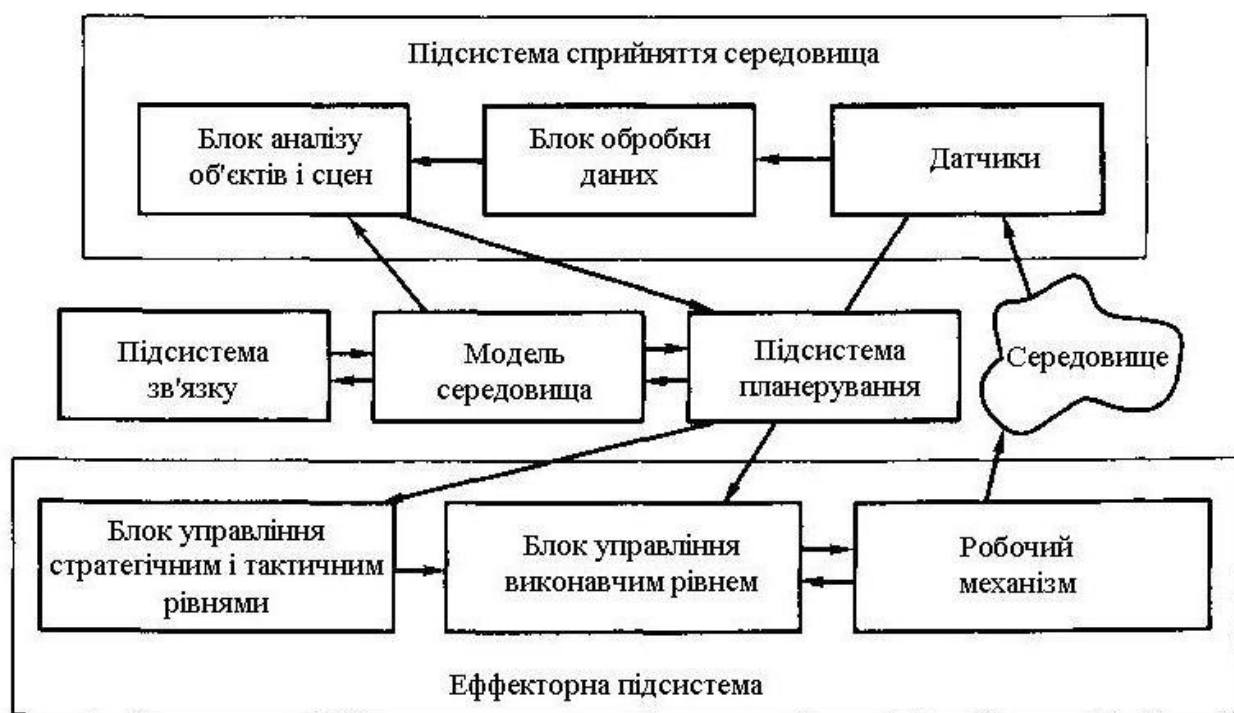 Підсистема сприйняття середовища
Блок аналізу
об'єктів і сцен
Блок обробки
даних
Датчики
Підсистема
зв'язку
Модель
середовища
Підсистема
планерування
Середовище
Блок управління
стратегічним і тактичним
рівнями
Блок управління
виконавчим рівнем
Робочий
механізм
Еффекторна підсистема